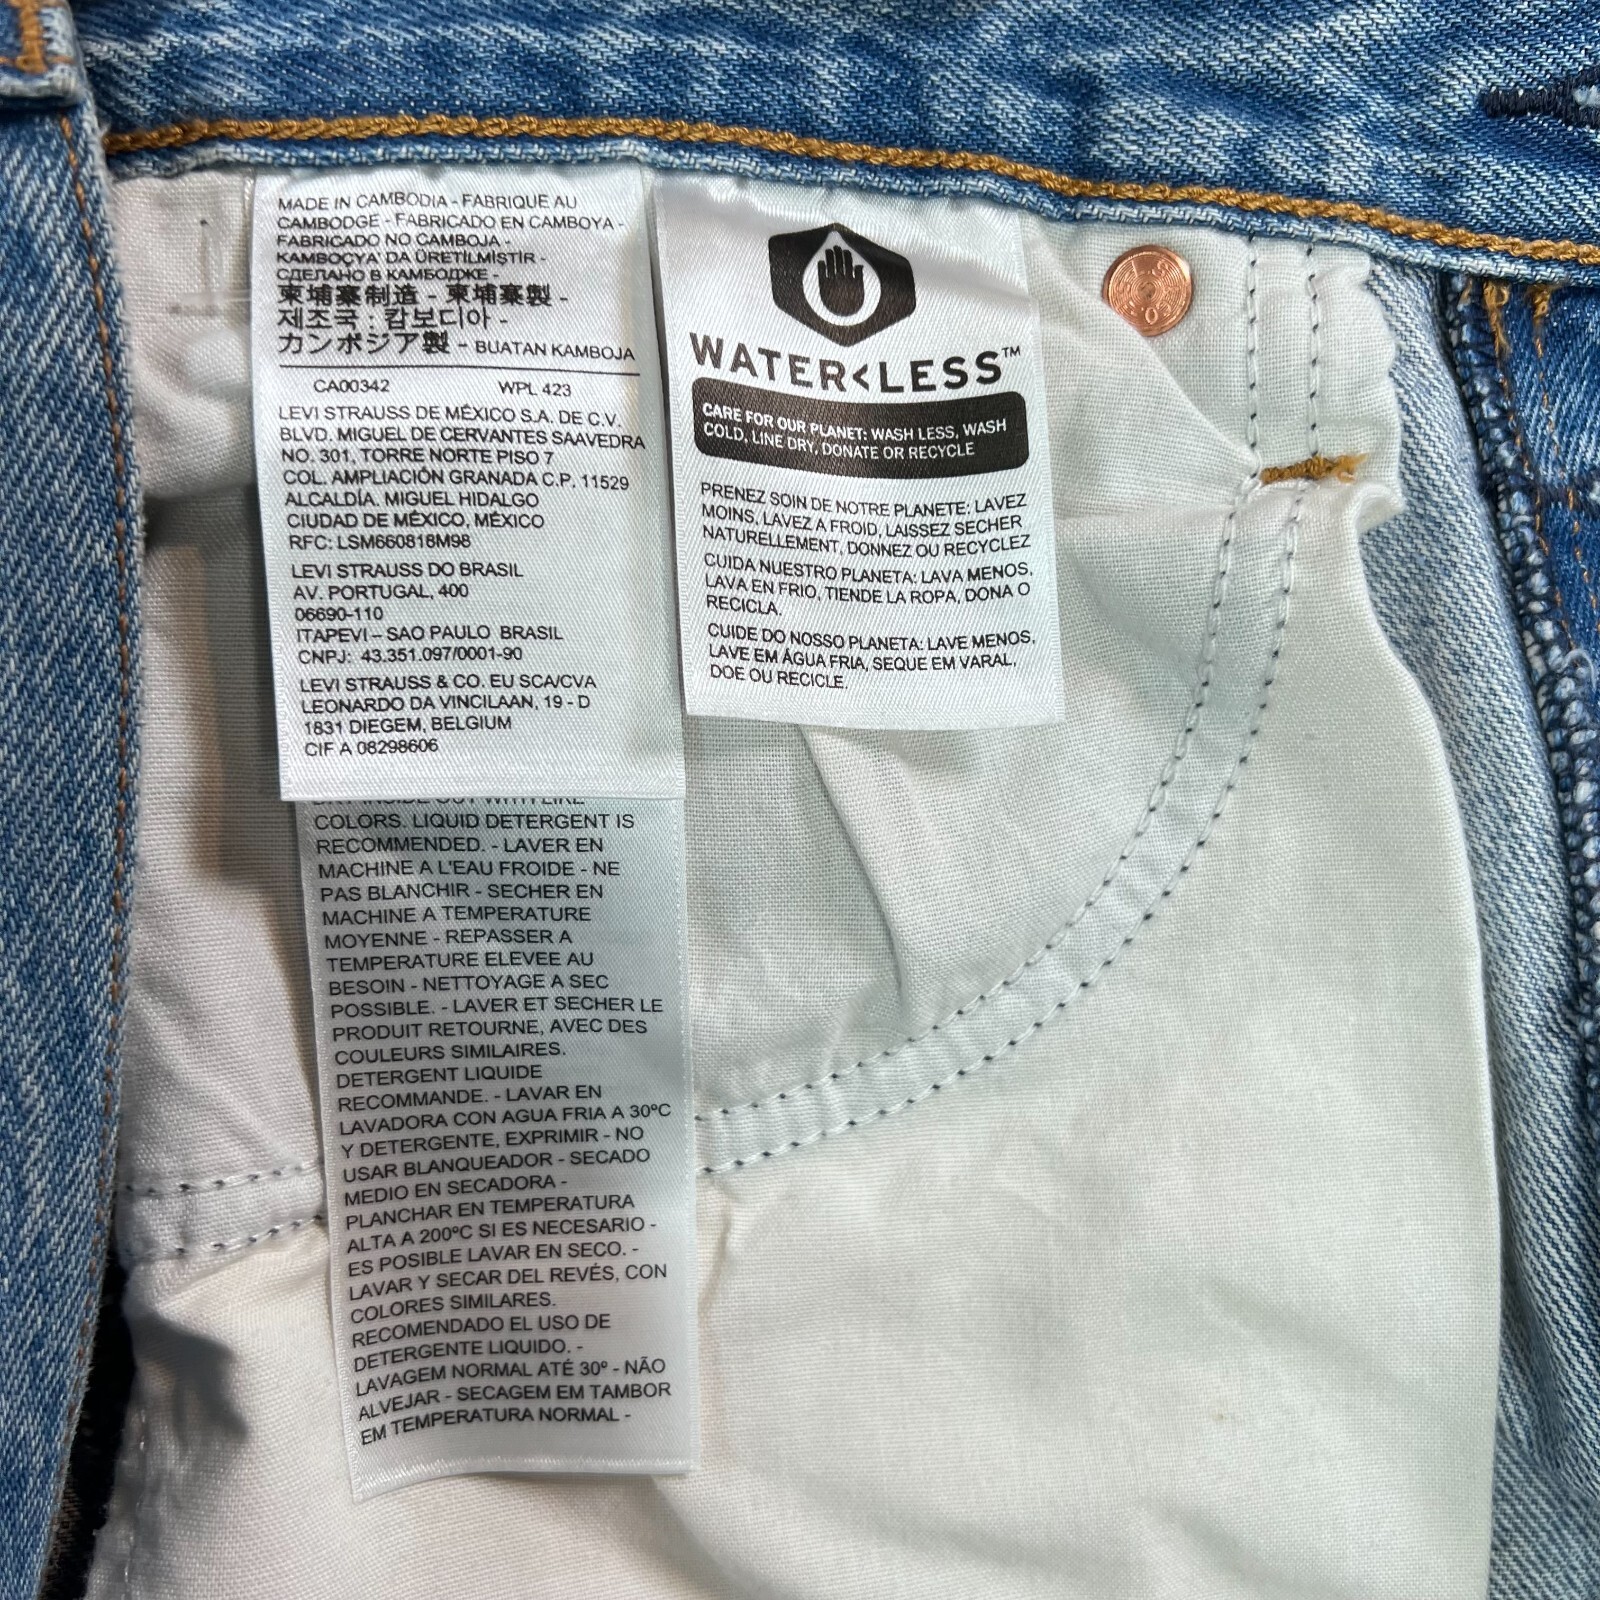 MADE IN CAMBODIA - FABRIQUE AU
CAMBODGE - FABRICADO EN CAMBOYA -
FABRICADO NO CAMBOJA -
KAMBOÇYA' DA ÜRETİLMİŞTİR -
СДЕЛАНО В КАМБОДЖЕ -
柬埔寨制造 - 柬埔寨製 -
제조국 : 캄보디아 -
カンボジア製 - BUATAN KAMBOJA
CA00342 WPL 423
LEVI STRAUSS DE MÉXICO S.A. DE C.V.
BLVD. MIGUEL DE CERVANTES SAAVEDRA
NO. 301, TORRE NORTE PISO 7
COL. AMPLIACIÓN GRANADA C.P. 11529
ALCALDÍA. MIGUEL HIDALGO
CIUDAD DE MÉXICO, MÉXICO
RFC: LSM660818M98
LEVI STRAUSS DO BRASIL
AV. PORTUGAL, 400
06690-110
ITAPEVI – SAO PAULO BRASIL
CNPJ: 43.351.097/0001-90
LEVI STRAUSS & CO. EU SCA/CVA
LEONARDO DA VINCILAAN, 19 - D
1831 DIEGEM, BELGIUM
CIF A 08298606
INSIDE OUT WITH LIKE
COLORS. LIQUID DETERGENT IS
RECOMMENDED. - LAVER EN
MACHINE A L'EAU FROIDE - NE
PAS BLANCHIR - SECHER EN
MACHINE A TEMPERATURE
MOYENNE - REPASSER A
TEMPERATURE ELEVEE AU
BESOIN - NETTOYAGE A SEC
POSSIBLE. - LAVER ET SECHER LE
PRODUIT RETOURNE, AVEC DES
COULEURS SIMILAIRES.
DETERGENT LIQUIDE
RECOMMANDE. - LAVAR EN
LAVADORA CON AGUA FRIA A 30ºC
Y DETERGENTE, EXPRIMIR - NO
USAR BLANQUEADOR - SECADO
MEDIO EN SECADORA -
PLANCHAR EN TEMPERATURA
ALTA A 200ºC SI ES NECESARIO -
ES POSIBLE LAVAR EN SECO. -
LAVAR Y SECAR DEL REVÉS, CON
COLORES SIMILARES.
RECOMENDADO EL USO DE
DETERGENTE LIQUIDO. -
LAVAGEM NORMAL ATÉ 30º - NÃO
ALVEJAR - SECAGEM EM TAMBOR
EM TEMPERATURA NORMAL -
WATER<LESS™
CARE FOR OUR PLANET: WASH LESS, WASH
COLD, LINE DRY, DONATE OR RECYCLE
PRENEZ SOIN DE NOTRE PLANETE: LAVEZ
MOINS, LAVEZ A FROID, LAISSEZ SECHER
NATURELLEMENT, DONNEZ OU RECYCLEZ
CUIDA NUESTRO PLANETA: LAVA MENOS,
LAVA EN FRIO, TIENDE LA ROPA, DONA O
RECICLA.
CUIDE DO NOSSO PLANETA: LAVE MENOS.
LAVE EM ÁGUA FRIA, SEQUE EM VARAL,
DOE OU RECICLE.